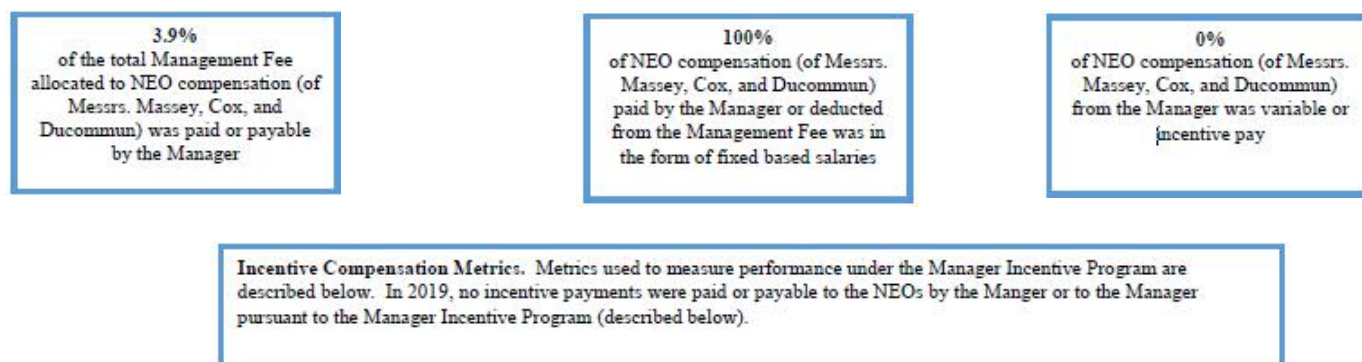 3.9%
of the total Management Fee
allocated to NEO compensation (of
Messrs. Massey, Cox, and
Ducommun) was paid or payable
by the Manager
100%
of NEO compensation (of Messrs.
Massey, Cox, and Ducommun)
paid by the Manager or deducted
from the Management Fee was in
the form of fixed based salaries
0%
of NEO compensation (of Messrs.
Massey, Cox, and Ducommun)
from the Manager was variable or
incentive pay
Incentive Compensation Metrics. Metrics used to measure performance under the Manager Incentive Program are
described below. In 2019, no incentive payments were paid or payable to the NEOs by the Manger or to the Manager
pursuant to the Manager Incentive Program (described below).